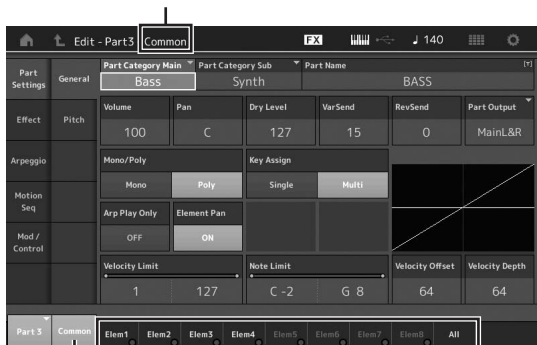 Edit - Part3 Common FX 140
Part Settings General Part Category Main Part Category Sub Part Name [T]
Bass Synth BASS
Effect Pitch Volume Pan Dry Level VarSend RevSend Part Output
100 C 127 15 0 MainL&R
Arpeggio Mono/Poly Key Assign
Mono Poly Single Multi
Motion Seq Arp Play Only Element Pan
Mod / Control OFF ON
Velocity Limit Note Limit Velocity Offset Velocity Depth
1 127 C -2 G 8 64 64
Part 3 Common Elem1 Elem2 Elem3 Elem4 Elem5 Elem6 Elem7 Elem8 All